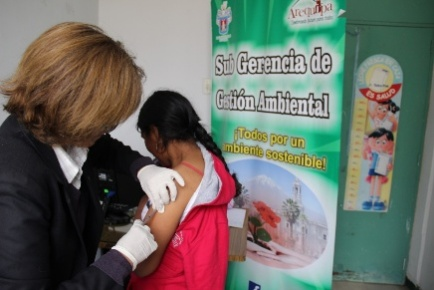 Arequipa
Sub Gerencia de
Gestión Ambiental
¡Todos por un
ambiente sostenible!
ES SALUD
f